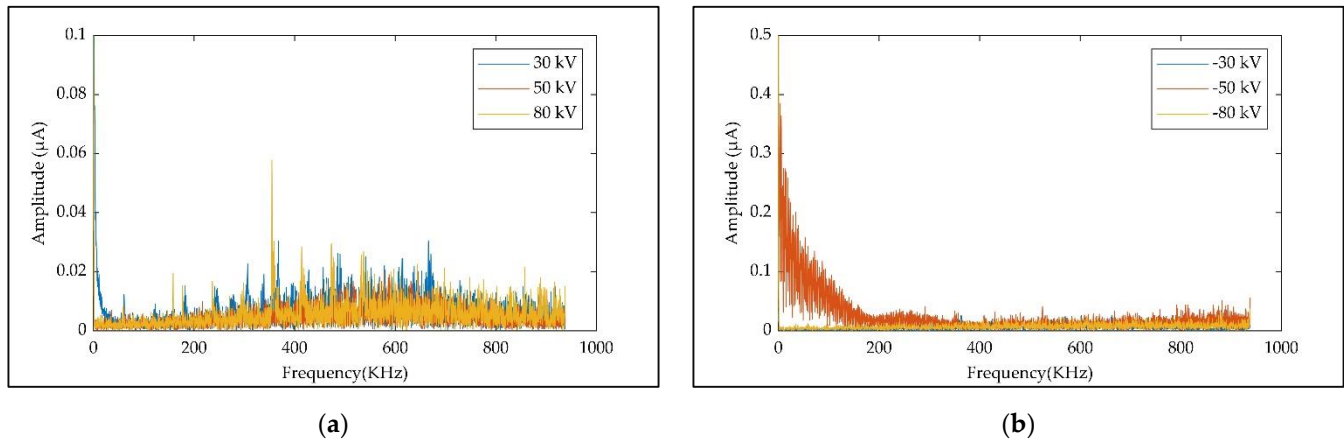 0.1
0.08
0.06
0.04
0.02
0
Amplitude (μA)
0
200
400
600
800
1000
Frequency(KHz)
30 kV
50 kV
80 kV
(a)
0.5
0.4
0.3
0.2
0.1
0
Amplitude (μA)
0
200
400
600
800
1000
Frequency(KHz)
-30 kV
-50 kV
-80 kV
(b)